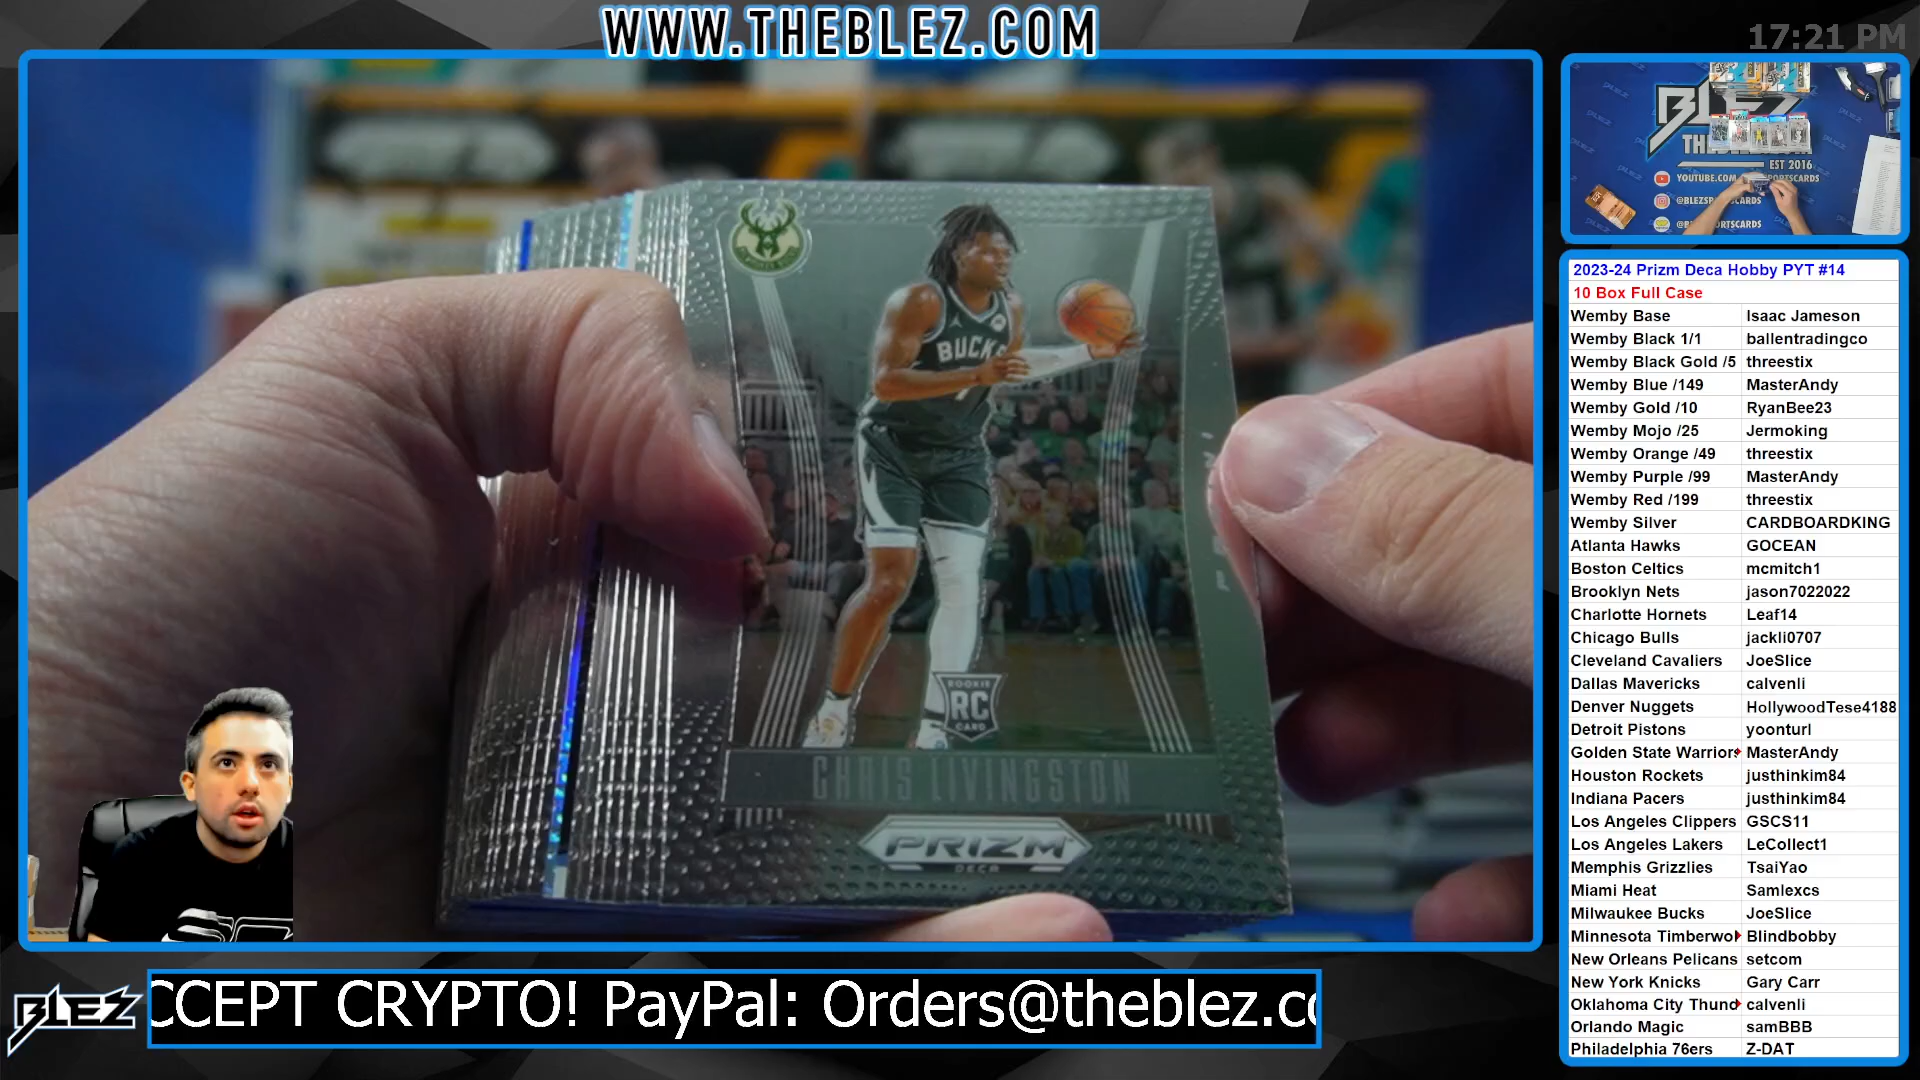 WWW.THEBLEZ.COM
17:21 PM
BLEZ
EST 2016
YOUTUBE.COM
SPORTSCARDS
BUCKS
ROOKIE
RC
CARD
CHRIS LIVINGSTON
PRIZM
DECA
2023-24 Prizm Deca Hobby PYT #14
10 Box Full Case
Wemby Base Isaac Jameson
Wemby Black 1/1 ballentradingco
Wemby Black Gold /5 threestix
Wemby Blue /149 MasterAndy
Wemby Gold /10 RyanBee23
Wemby Mojo /25 Jermoking
Wemby Orange /49 threestix
Wemby Purple /99 MasterAndy
Wemby Red /199 threestix
Wemby Silver CARDBOARDKING
Atlanta Hawks GOCEAN
Boston Celtics mcmitch1
Brooklyn Nets jason7022022
Charlotte Hornets Leaf14
Chicago Bulls jackli0707
Cleveland Cavaliers JoeSlice
Dallas Mavericks calvenli
Denver Nuggets HollywoodTese4188
Detroit Pistons yoonturl
Golden State Warriors MasterAndy
Houston Rockets justhinkim84
Indiana Pacers justhinkim84
Los Angeles Clippers GSCS11
Los Angeles Lakers LeCollect1
Memphis Grizzlies TsaiYao
Miami Heat Samlexcs
Milwaukee Bucks JoeSlice
Minnesota Timberwol Blindbobby
New Orleans Pelicans setcom
New York Knicks Gary Carr
Oklahoma City Thund calvenli
Orlando Magic samBBB
Philadelphia 76ers Z-DAT
BLEZ
CCEPT CRYPTO! PayPal: Orders@theblez.co